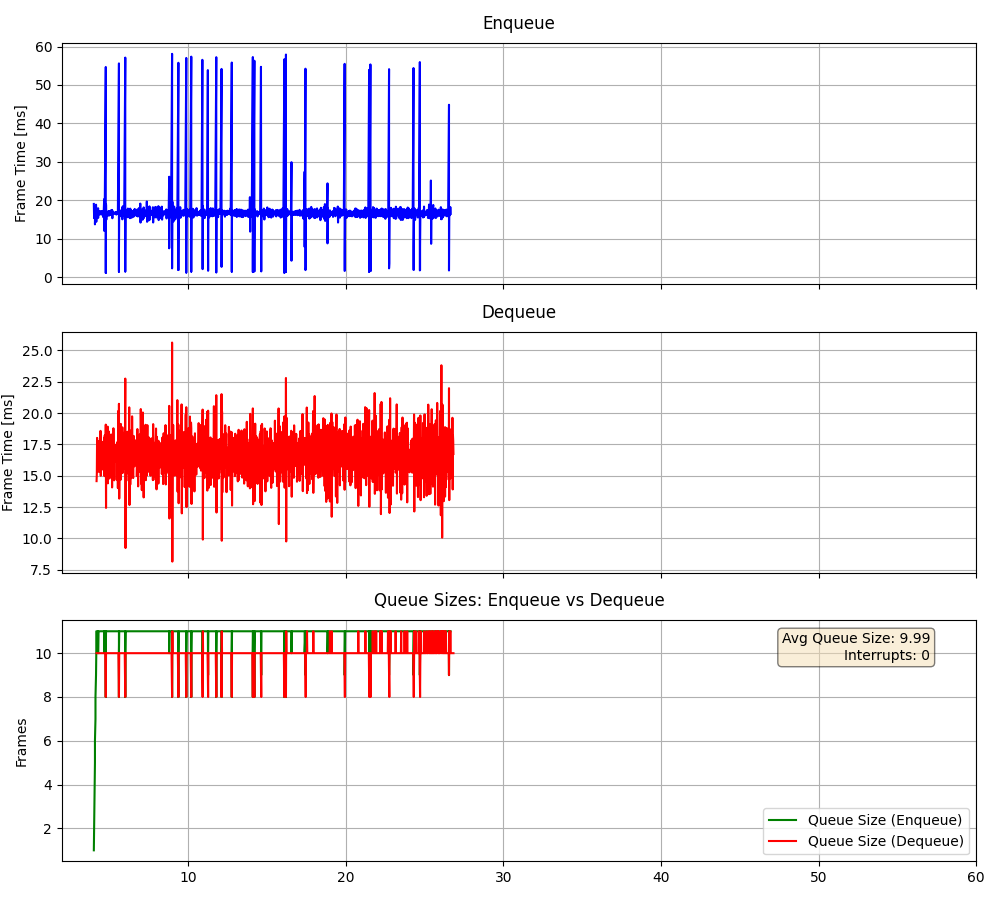 Enqueue
Frame Time [ms]
60
50
40
30
20
10
0
Dequeue
Frame Time [ms]
25.0
22.5
20.0
17.5
15.0
12.5
10.0
7.5
Queue Sizes: Enqueue vs Dequeue
Frames
10
8
6
4
2
Avg Queue Size: 9.99
Interrupts: 0
Queue Size (Enqueue)
Queue Size (Dequeue)
10 20 30 40 50 60